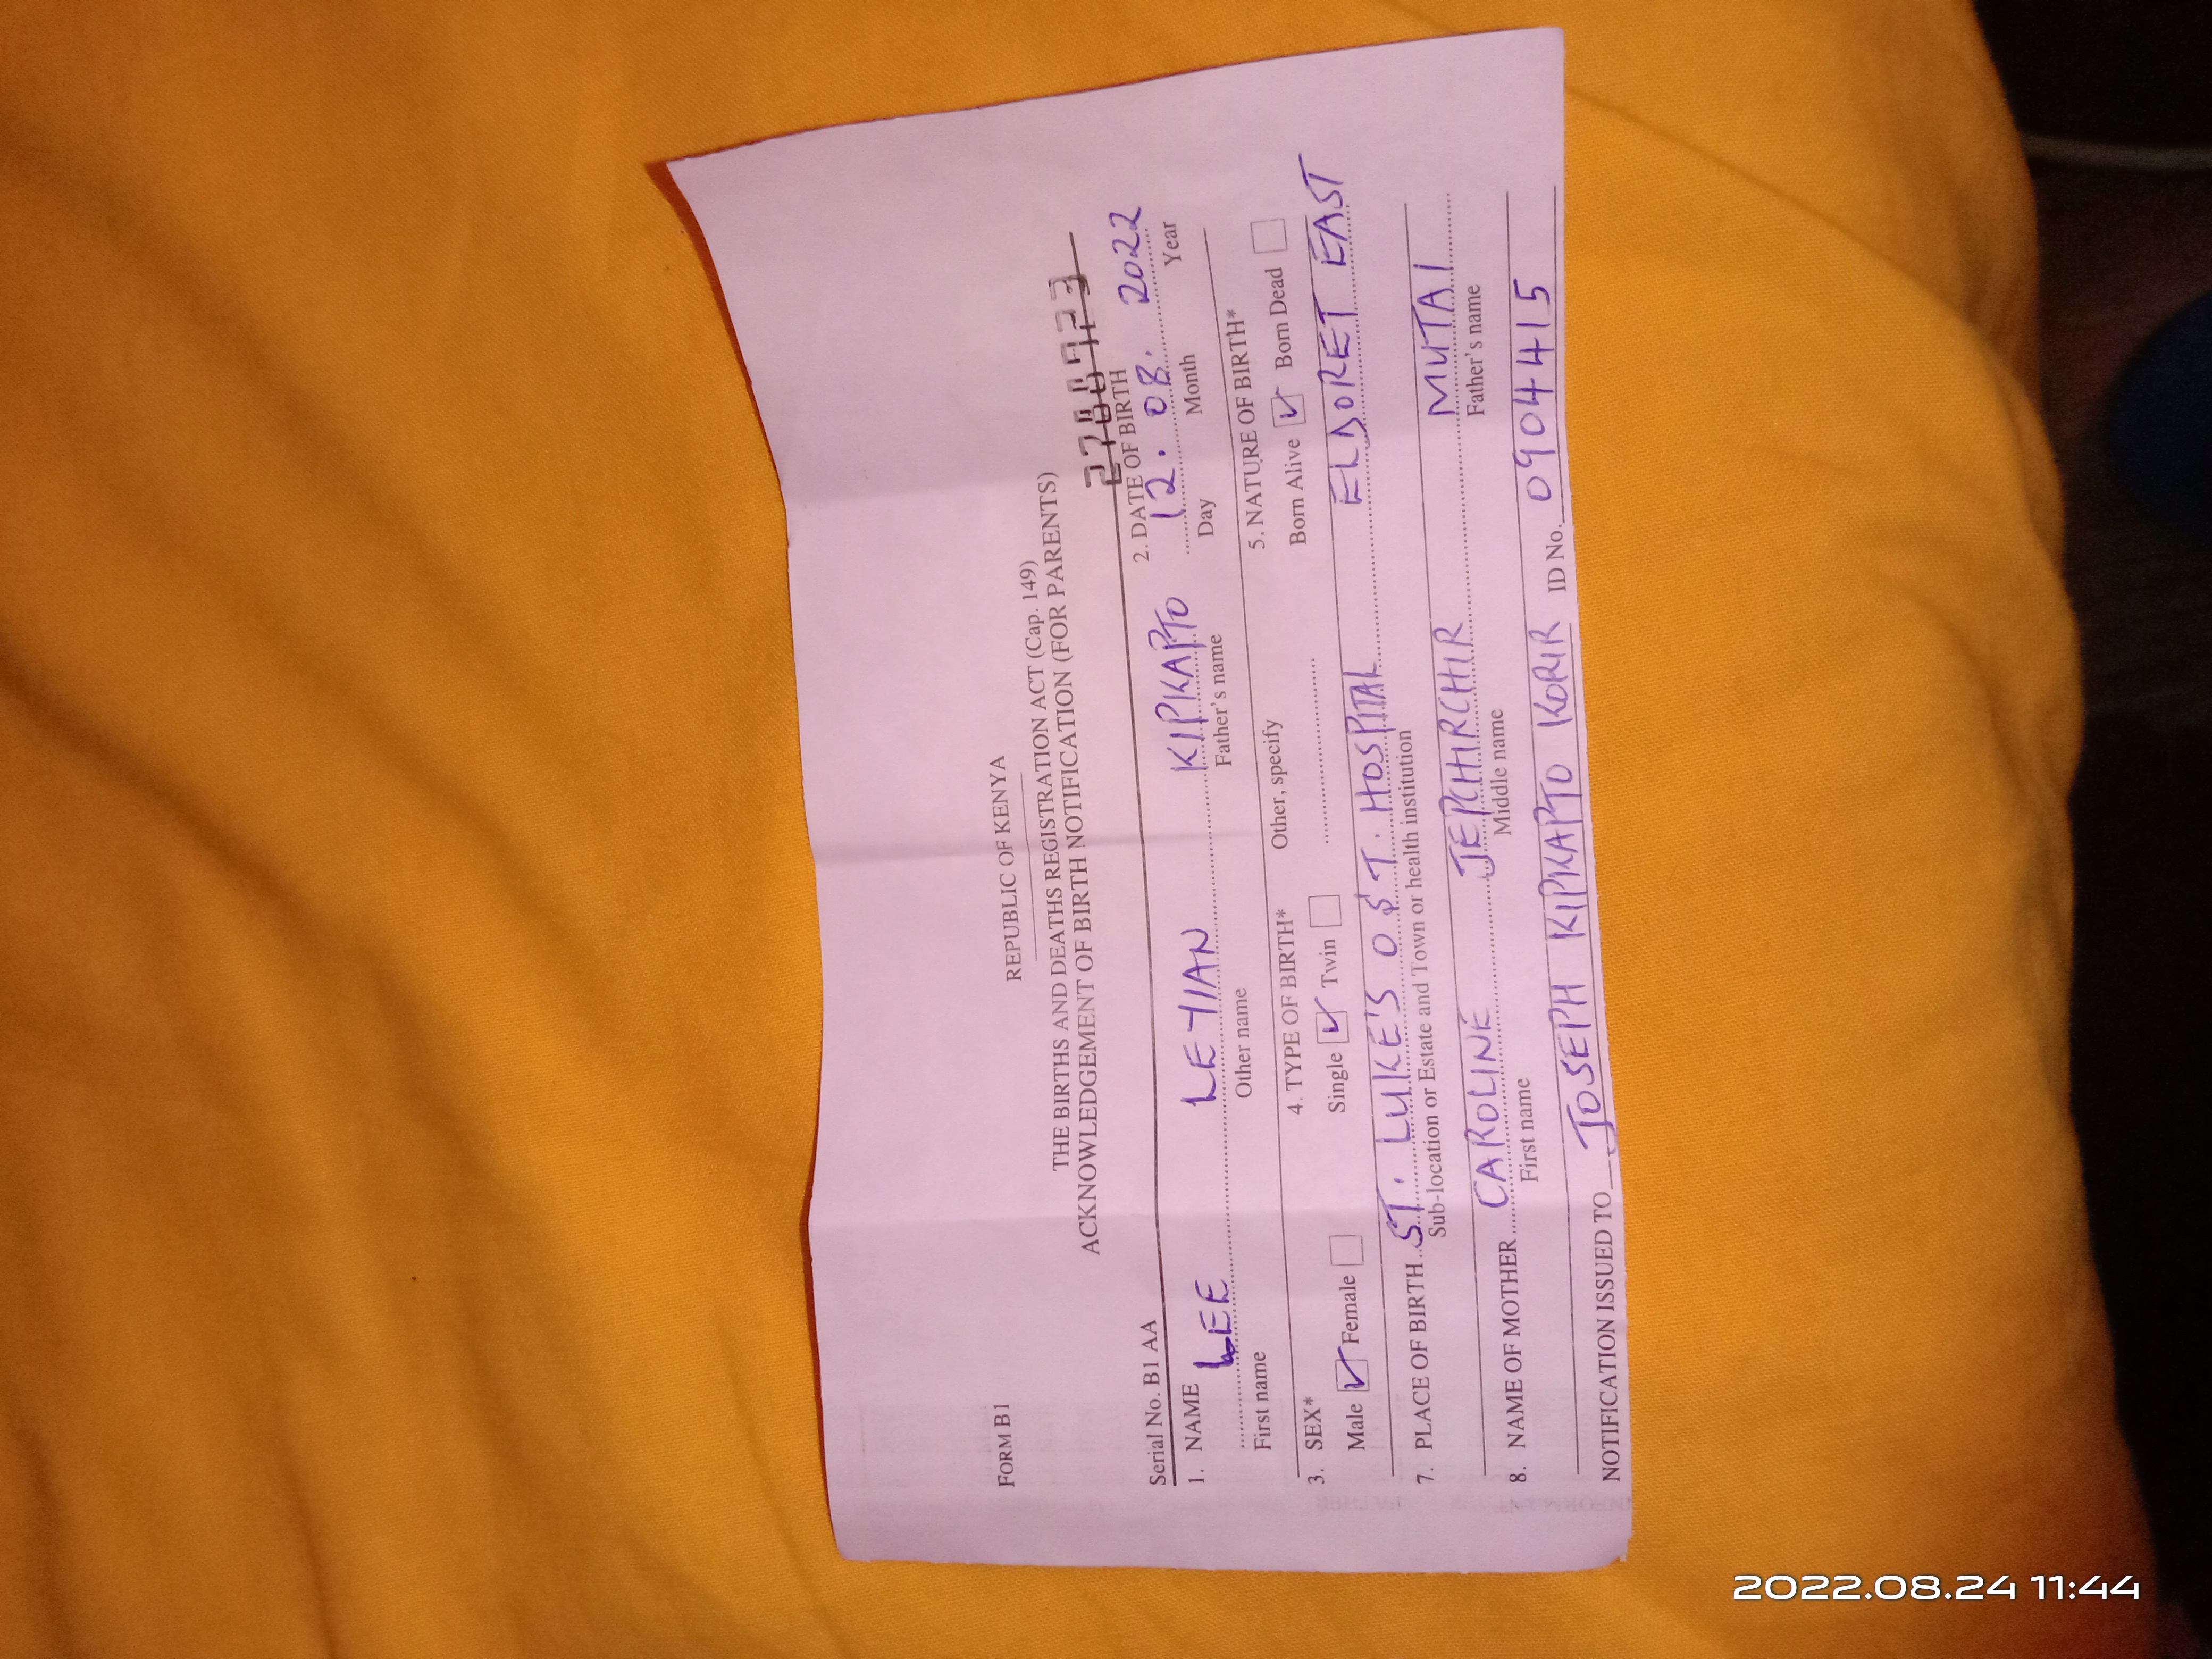 FORM B1
REPUBLIC OF KENYA
THE BIRTHS AND DEATHS REGISTRATION ACT (Cap. 149)
ACKNOWLEDGEMENT OF BIRTH NOTIFICATION (FOR PARENTS)
Serial No. B1 AA
1. NAME LEE LETIAN KIPKAPTO
First name Other name Father's name
2. DATE OF BIRTH
12. 08. 2022
Day Month Year
3. SEX*
Male ✓ Female
4. TYPE OF BIRTH*
Single ✓ Twin
Other, specify
5. NATURE OF BIRTH*
Born Alive ✓ Born Dead
7. PLACE OF BIRTH ST. LUKE'S O $ T. HOSPITAL ELDORET EAST
Sub-location or Estate and Town or health institution
8. NAME OF MOTHER CAROLINE JEPCHIRCHIR MUTAI
First name Middle name Father's name
NOTIFICATION ISSUED TO JOSEPH KIPKAPTO KORIR ID No. 0904415
2022.08.24 11:44